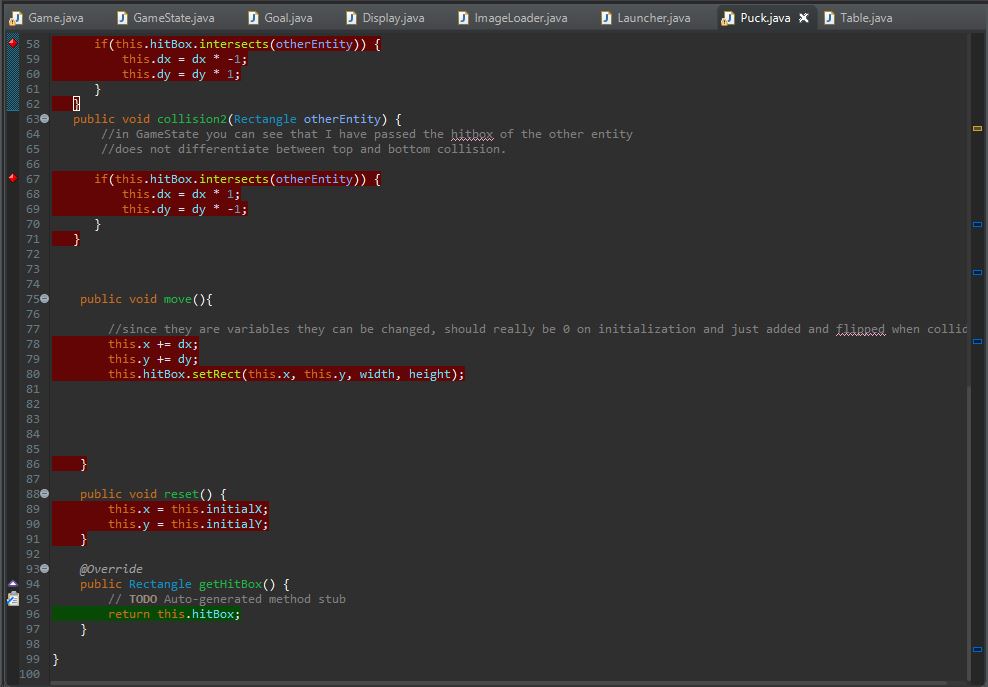 Game.java GameState.java Goal.java Display.java ImageLoader.java Launcher.java Puck.java Table.java
58 if(this.hitBox.intersects(otherEntity)) {
59 this.dx = dx * -1;
60 this.dy = dy * 1;
61 }
62 }
63 public void collision2(Rectangle otherEntity) {
64 //in GameState you can see that I have passed the hitbox of the other entity
65 //does not differentiate between top and bottom collision.
66
67 if(this.hitBox.intersects(otherEntity)) {
68 this.dx = dx * 1;
69 this.dy = dy * -1;
70 }
71 }
72
73
74
75 public void move(){
76
77 //since they are variables they can be changed, should really be 0 on initialization and just added and flipped when collid
78 this.x += dx;
79 this.y += dy;
80 this.hitBox.setRect(this.x, this.y, width, height);
81
82
83
84
85
86 }
87
88 public void reset() {
89 this.x = this.initialX;
90 this.y = this.initialY;
91 }
92
93 @Override
94 public Rectangle getHitBox() {
95 // TODO Auto-generated method stub
96 return this.hitBox;
97 }
98
99 }
100